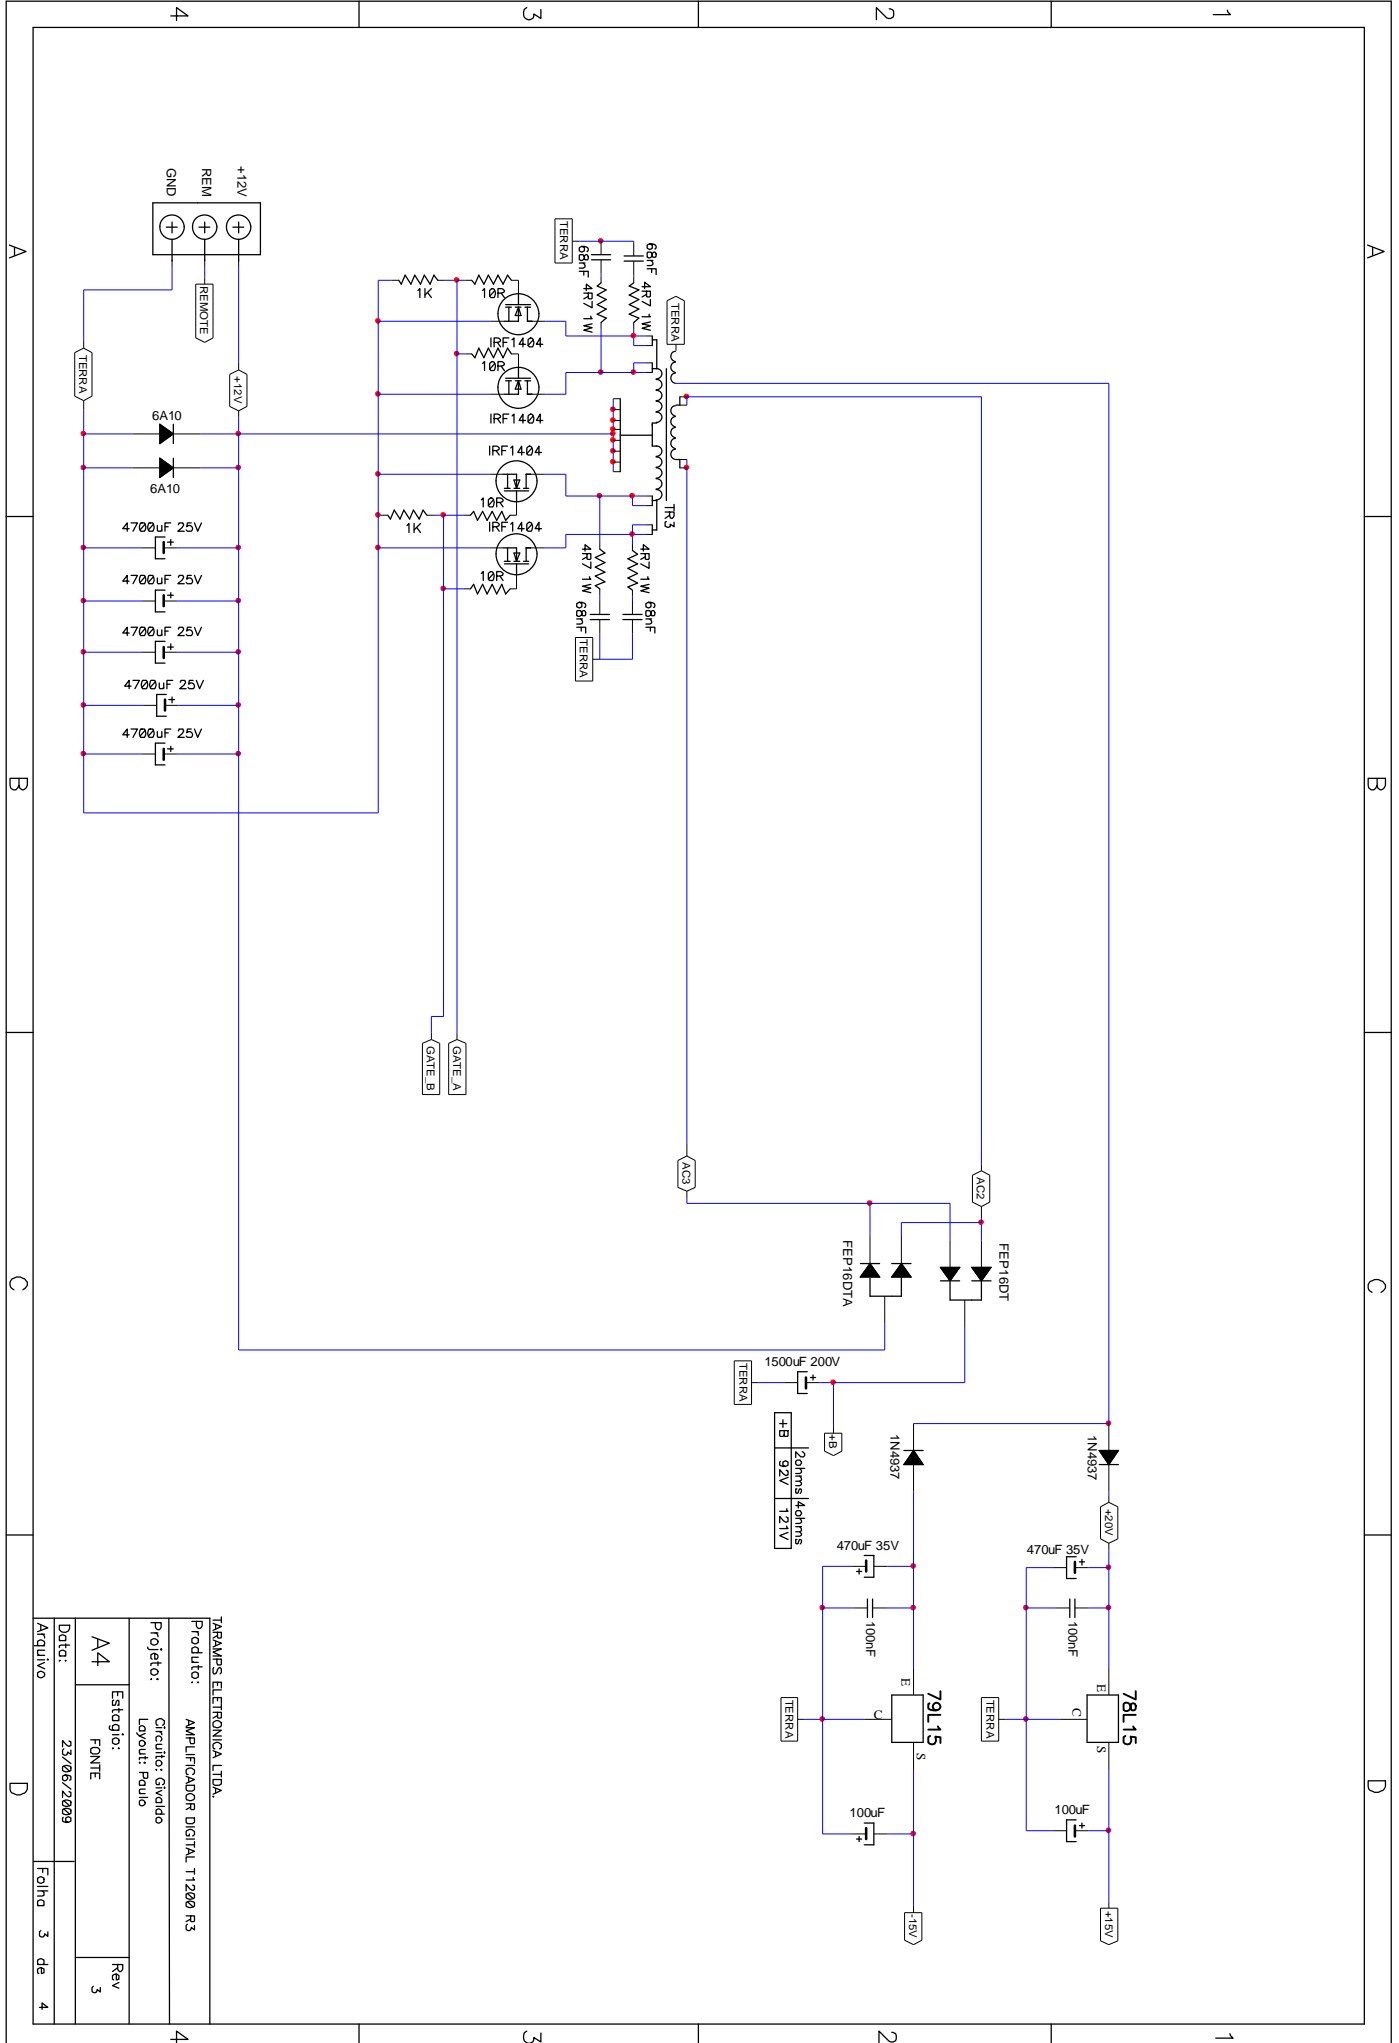 4
3
2
1
A
A
B
B
C
C
D
D
4
3
2
1
+12V
REM
GND
REMOTE
TERRA
+12V
6A10
6A10
4700uF 25V
4700uF 25V
4700uF 25V
4700uF 25V
4700uF 25V
TERRA
68nF
68nF
4R7 1W
4R7 1W
TERRA
1K
10R
IRF1404
10R
IRF1404
IRF1404
10R
1K
IRF1404
10R
TR3
4R7 1W
4R7 1W
68nF
68nF
TERRA
GATE_A
GATE_B
AC3
AC2
FEP16DT
FEP16DTA
1500uF 200V
TERRA
+B
2ohms 4ohms
+B 92V 121V
1N4937
1N4937
+20V
470uF 35V
100nF
78L15
E
C
S
TERRA
100uF
+15V
470uF 35V
100nF
79L15
E
C
S
TERRA
100uF
-15V
TARAMPS ELETRONICA LTDA.
Produto: AMPLIFICADOR DIGITAL T1200 R3
Projeto: Circuito: Givaldo
Layout: Paulo
A4
Estagio:
FONTE
Rev
3
Data: 23/06/2009
Arquivo
Folha 3 de 4